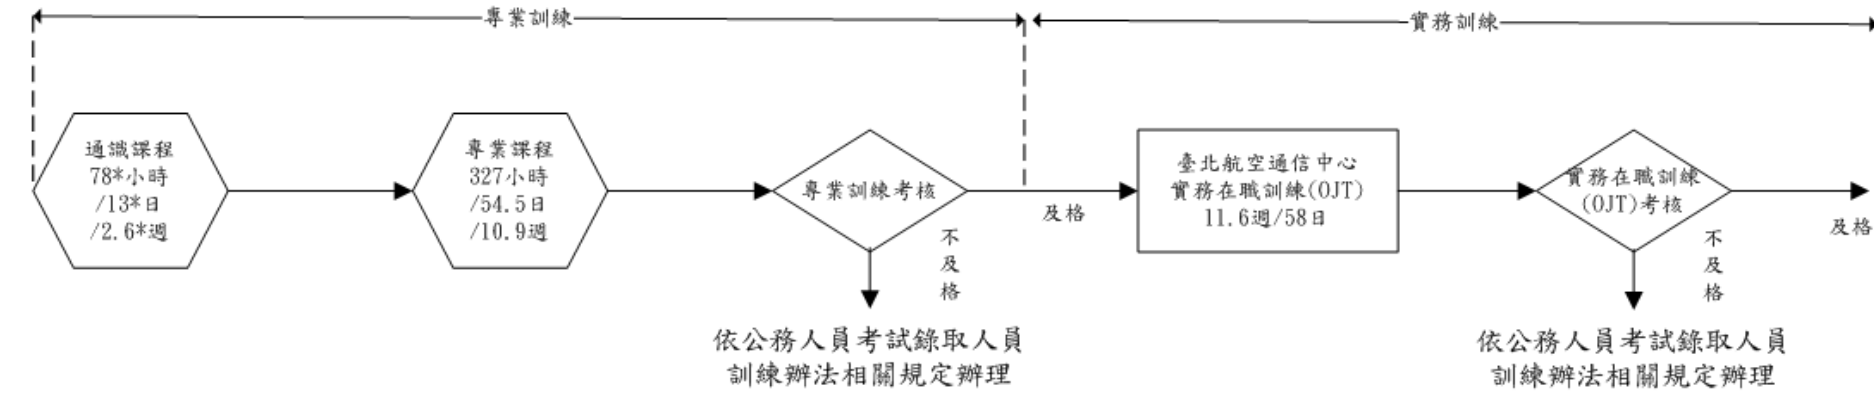 專業訓練
實務訓練
通識課程
78*小時
/13*日
/2.6*週
專業課程
327小時
/54.5日
/10.9週
專業訓練考核
及格
不
及
格
依公務人員考試錄取人員
訓練辦法相關規定辦理
臺北航空通信中心
實務在職訓練(OJT)
11.6週/58日
實務在職訓練
(OJT)考核
及格
不
及
格
依公務人員考試錄取人員
訓練辦法相關規定辦理